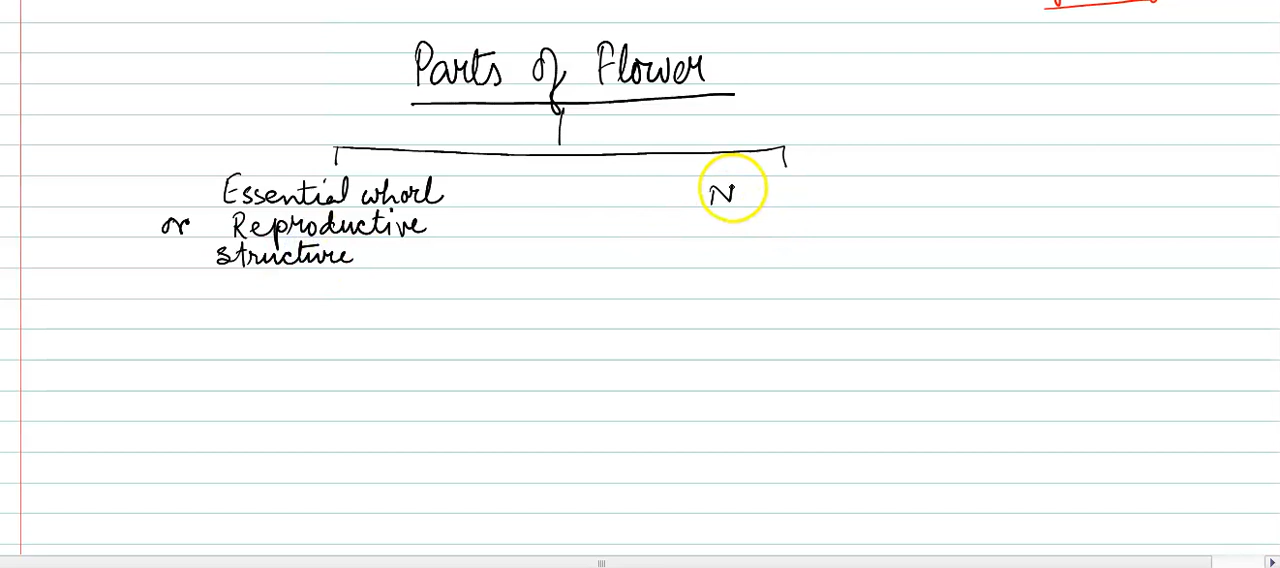 Parts of Flower
Essential whorl
or Reproductive
structure
N